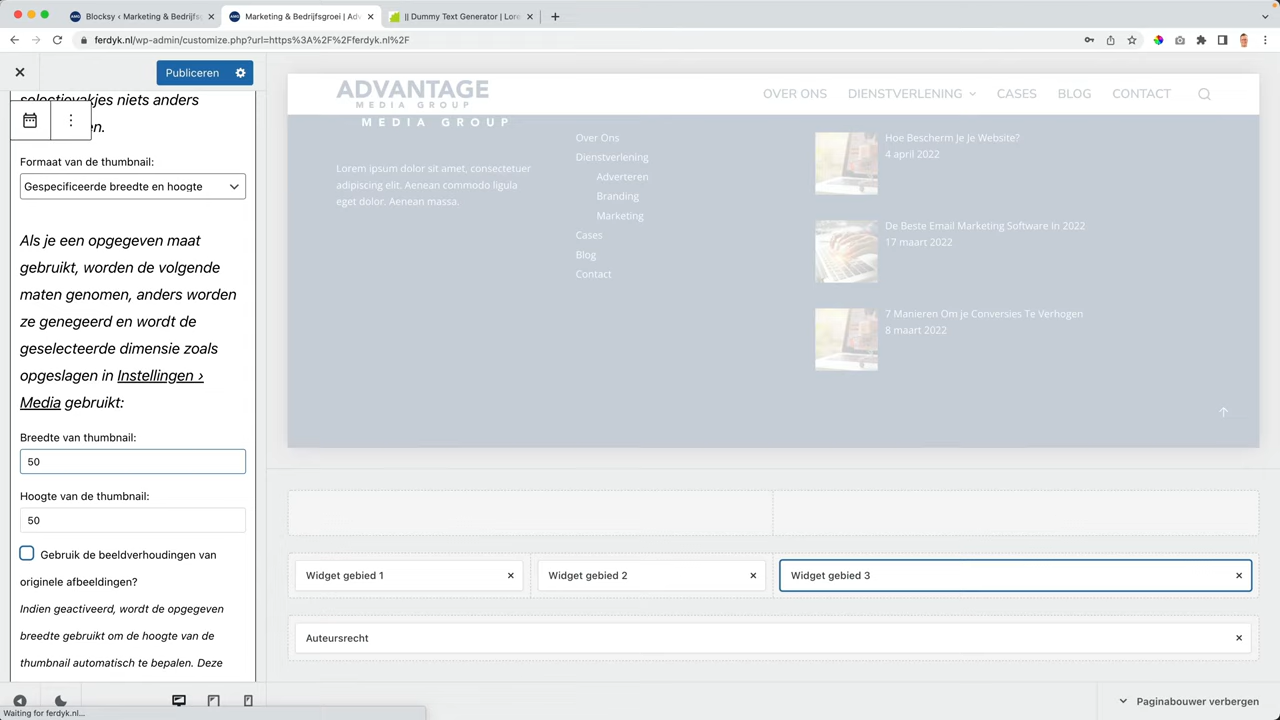 Blocksy ‹ Marketing & Bedrijfsg
Marketing & Bedrijfsgroei | Adv
|| Dummy Text Generator | Lore
ferdyk.nl/wp-admin/customize.php?url=https%3A%2F%2Fferdyk.nl%2F
Publiceren
selectievakjes niets anders
en.
Formaat van de thumbnail:
Gespecificeerde breedte en hoogte
Als je een opgegeven maat
gebruikt, worden de volgende
maten genomen, anders worden
ze genegeerd en wordt de
geselecteerde dimensie zoals
opgeslagen in Instellingen ›
Media gebruikt:
Breedte van thumbnail:
50
Hoogte van de thumbnail:
50
Gebruik de beeldverhoudingen van
originele afbeeldingen?
Indien geactiveerd, wordt de opgegeven
breedte gebruikt om de hoogte van de
thumbnail automatisch te bepalen. Deze
Waiting for ferdyk.nl...
ADVANTAGE
MEDIA GROUP
MEDIA GROUP
OVER ONS
DIENSTVERLENING
CASES
BLOG
CONTACT
Lorem ipsum dolor sit amet, consectetuer
adipiscing elit. Aenean commodo ligula
eget dolor. Aenean massa.
Over Ons
Dienstverlening
Adverteren
Branding
Marketing
Cases
Blog
Contact
Hoe Bescherm Je Je Website?
4 april 2022
De Beste Email Marketing Software In 2022
17 maart 2022
7 Manieren Om je Conversies Te Verhogen
8 maart 2022
Widget gebied 1
Widget gebied 2
Widget gebied 3
Auteursrecht
Paginabouwer verbergen